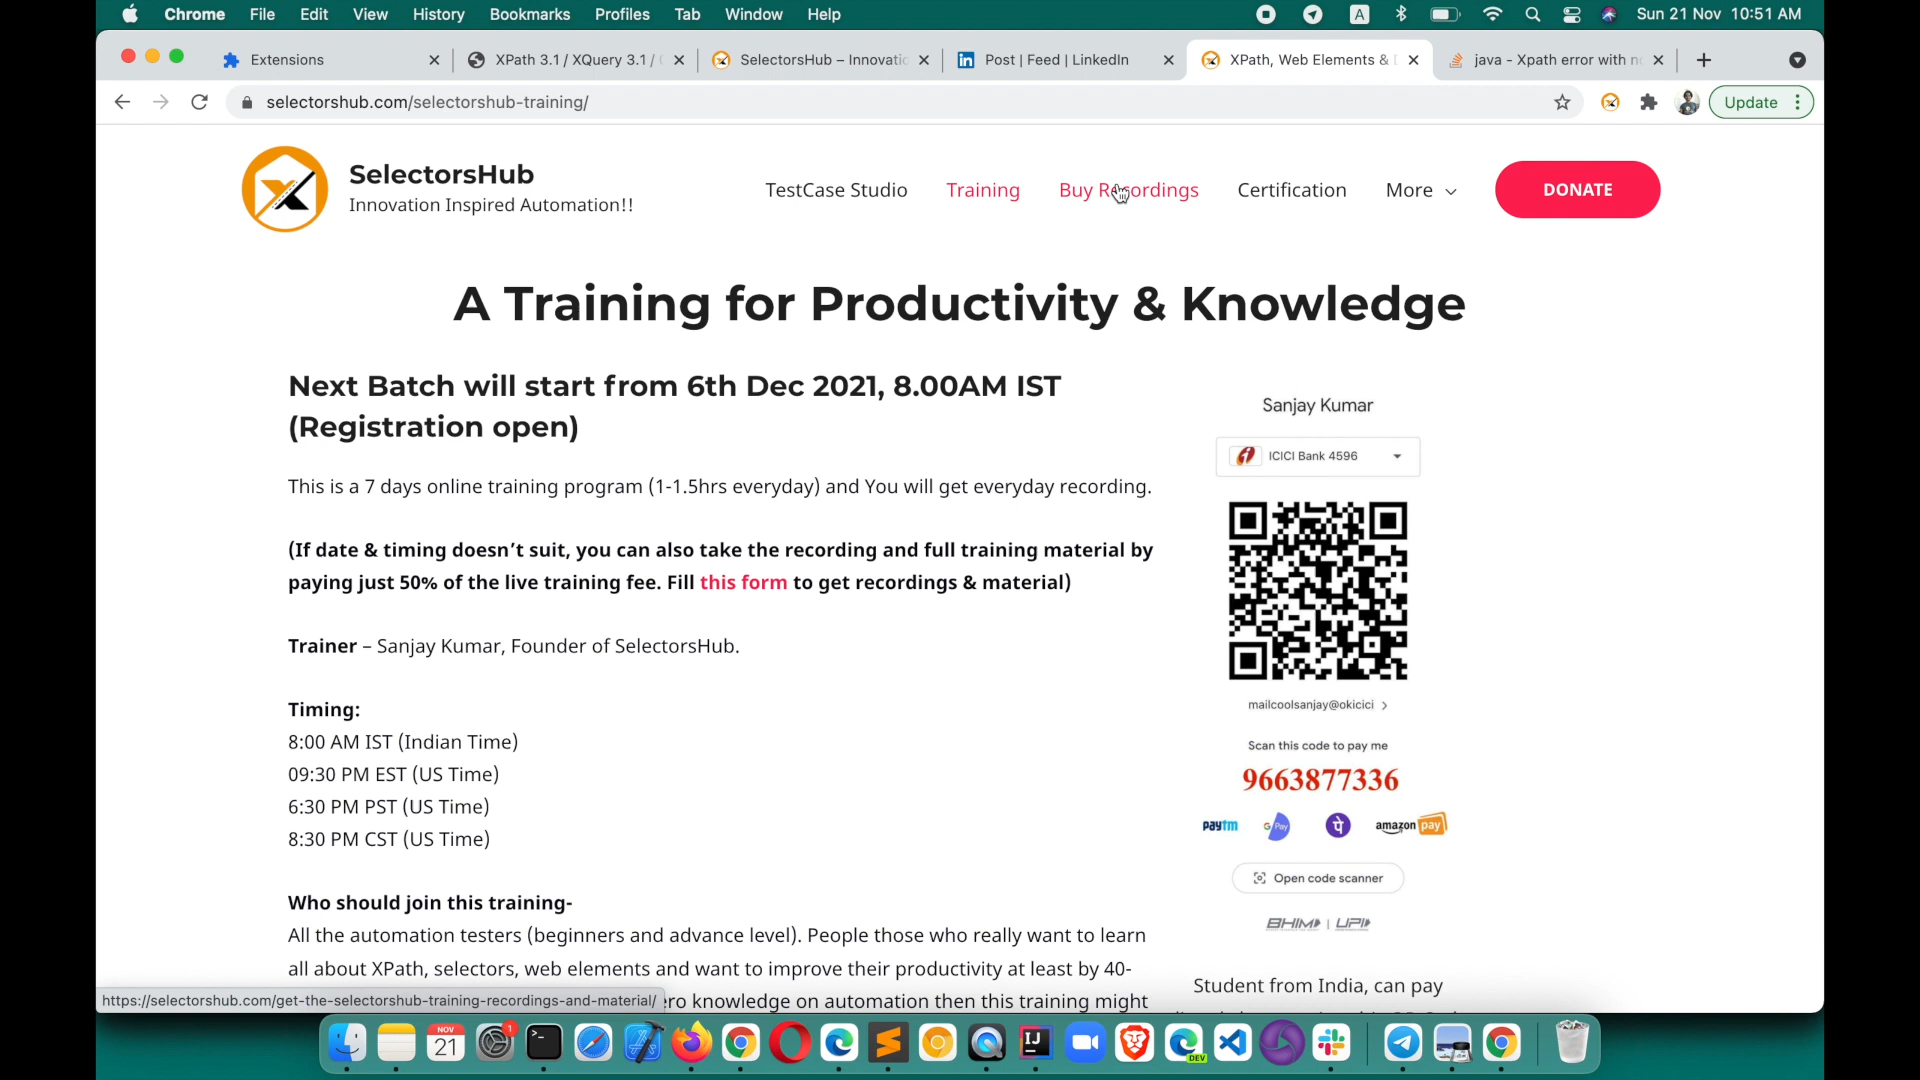 Chrome File Edit View History Bookmarks Profiles Tab Window Help
A
Sun 21 Nov 10:51 AM
Extensions
XPath 3.1 / XQuery 3.1 /
SelectorsHub – Innovatio
Post | Feed | LinkedIn
XPath, Web Elements &
java - Xpath error with n
selectorshub.com/selectorshub-training/
Update
SelectorsHub
Innovation Inspired Automation!!
TestCase Studio
Training
Buy Recordings
Certification
More
DONATE
A Training for Productivity & Knowledge
Next Batch will start from 6th Dec 2021, 8.00AM IST
(Registration open)
This is a 7 days online training program (1-1.5hrs everyday) and You will get everyday recording.
(If date & timing doesn’t suit, you can also take the recording and full training material by
paying just 50% of the live training fee. Fill this form to get recordings & material)
Trainer – Sanjay Kumar, Founder of SelectorsHub.
Timing:
8:00 AM IST (Indian Time)
09:30 PM EST (US Time)
6:30 PM PST (US Time)
8:30 PM CST (US Time)
Who should join this training-
All the automation testers (beginners and advance level). People those who really want to learn
all about XPath, selectors, web elements and want to improve their productivity at least by 40-
knowledge on automation then this training might
Sanjay Kumar
ICICI Bank 4596
mailcoolsanjay@okicici
Scan this code to pay me
9663877336
paytm
G Pay
पे
amazon pay
Open code scanner
BHIM | UPI
Student from India, can pay
https://selectorshub.com/get-the-selectorshub-training-recordings-and-material/
NOV
21
1
IJ
DEV